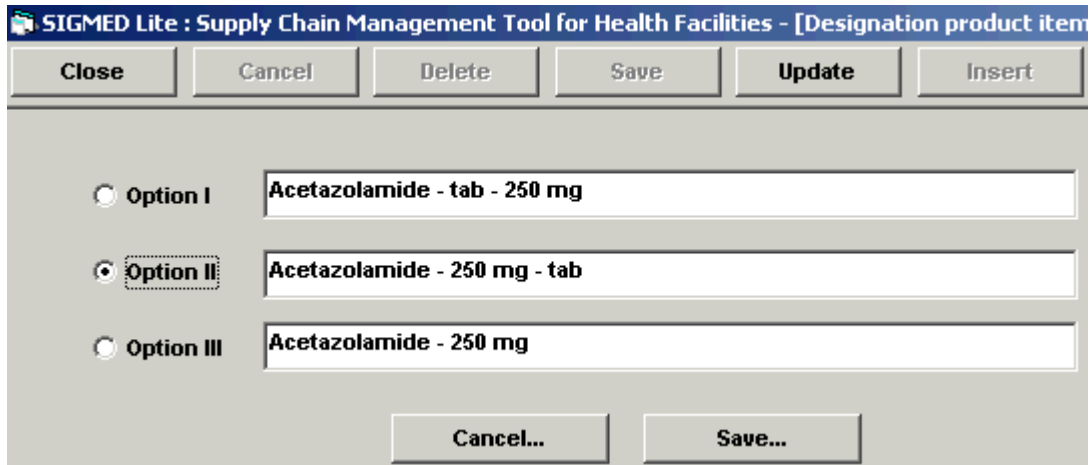 SIGMED Lite : Supply Chain Management Tool for Health Facilities - [Designation product item
Close Cancel Delete Save Update Insert
Option I Acetazolamide - tab - 250 mg
Option II Acetazolamide - 250 mg - tab
Option III Acetazolamide - 250 mg
Cancel... Save...